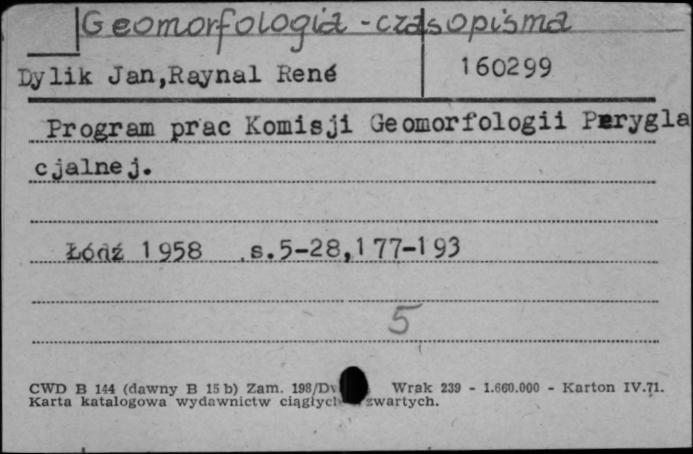 Geomorfologia - czasopisma
Dylik Jan,Raynal René 160299
Program prac Komisji Geomorfologii Perygla
cjalnej.
Łódź 1958 .s.5-28,177-193
5
CWD B 144 (dawny B 15 b) Zam. 198/Dw Wrak 239 - 1.660.000 - Karton IV.71.
Karta katalogowa wydawnictw ciągłych zwartych.